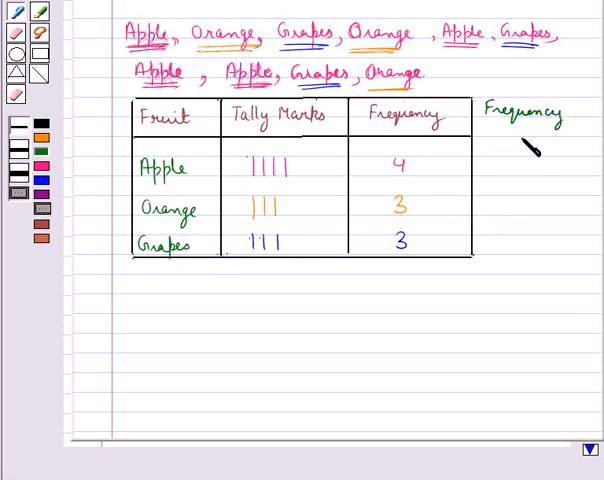 Apple, Orange, Grapes, Orange, Apple, Grapes,
Apple, Apple, Grapes, Orange
Fruit Tally Marks Frequency Frequency
Apple |||| 4
Orange ||| 3
Grapes ||| 3